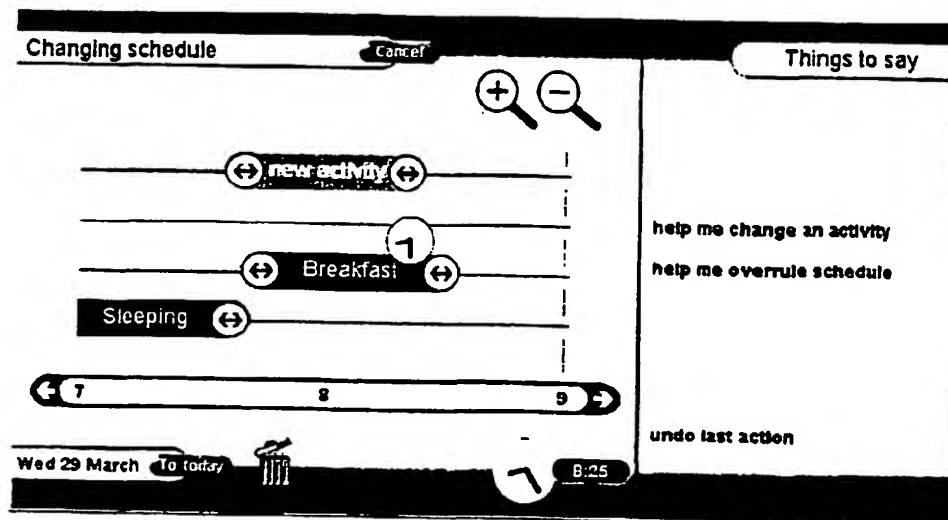 Changing schedule
Cancel
Things to say
new activity
help me change an activity
Breakfast
help me overrule schedule
Sleeping
7 8 9
undo last action
Wed 29 March To today
8:25